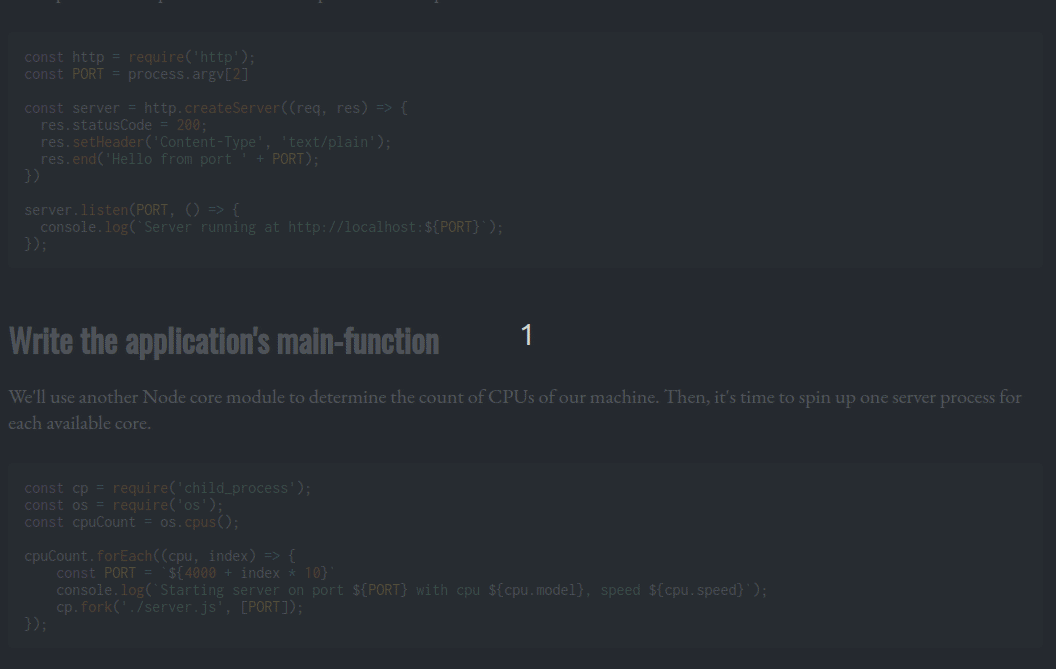 const http = require('http');
const PORT = process.argv[2]
const server = http.createServer((req, res) => {
res.statusCode = 200;
res.setHeader('Content-Type', 'text/plain');
res.end('Hello from port ' + PORT);
})
server.listen(PORT, () => {
console.log(`Server running at http://localhost:${PORT}`);
});
Write the application's main-function
1
We'll use another Node core module to determine the count of CPUs of our machine. Then, it's time to spin up one server process for
each available core.
const cp = require('child_process');
const os = require('os');
const cpuCount = os.cpus();
cpuCount.forEach((cpu, index) => {
const PORT = `${4000 + index * 10}`
console.log(`Starting server on port ${PORT} with cpu ${cpu.model}, speed ${cpu.speed}`);
cp.fork('./server.js', [PORT]);
});